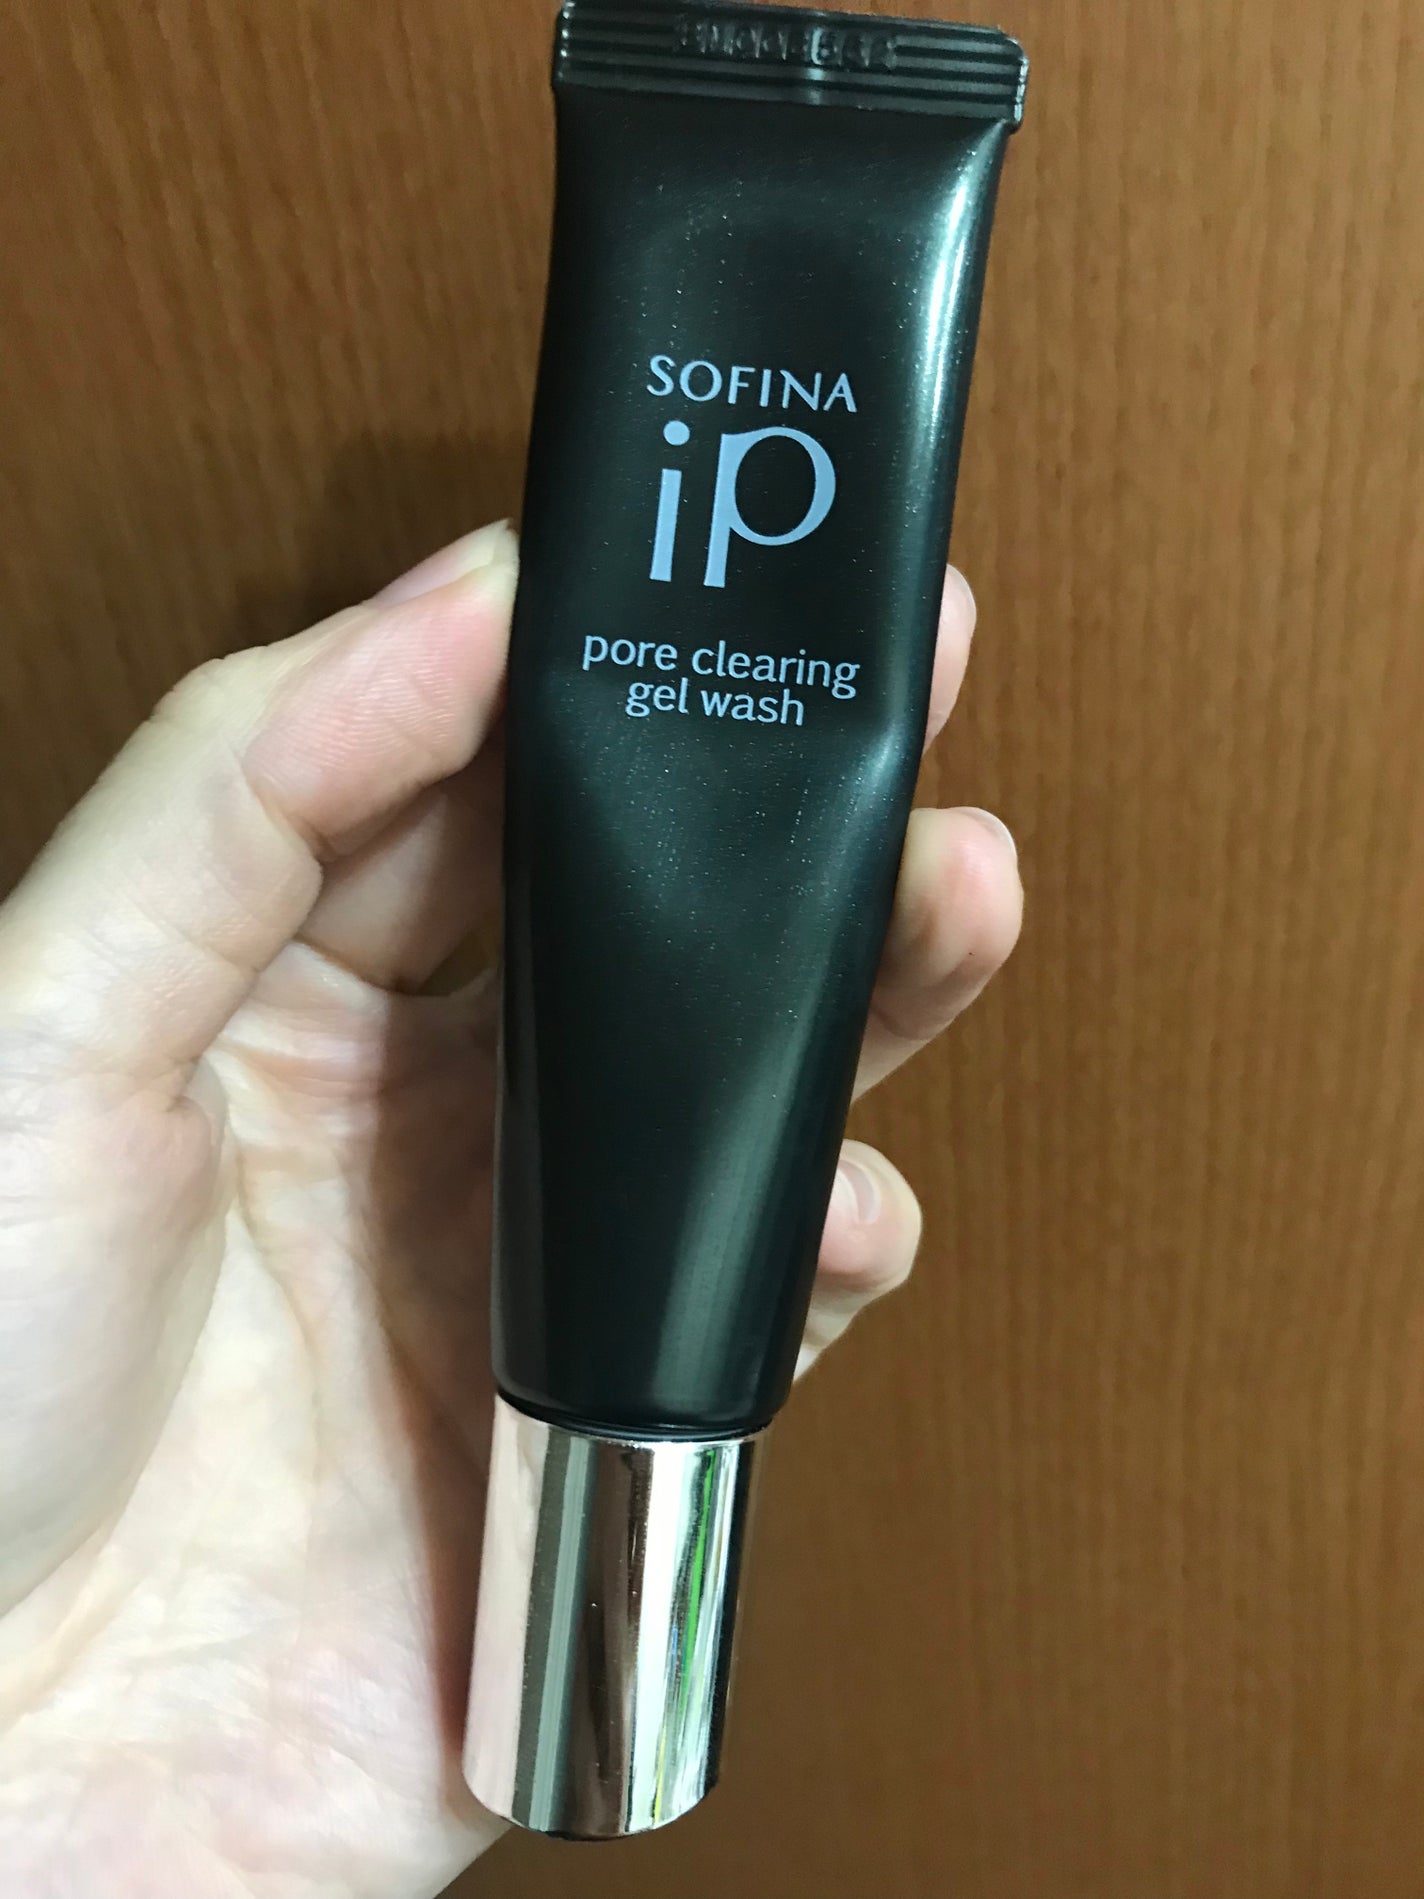 SOFINA
iP
pore clearing
gel wash